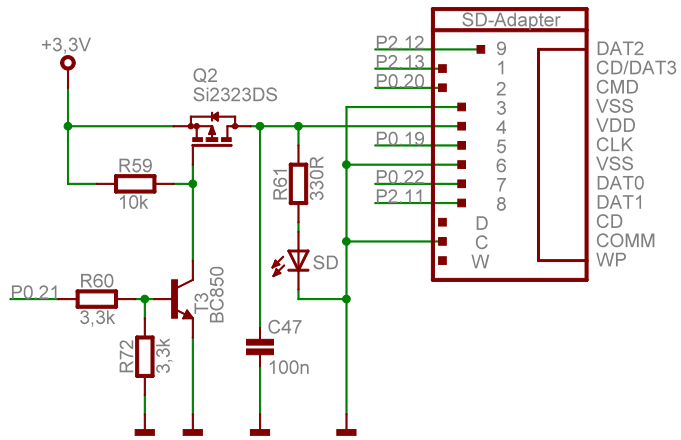 SD-Adapter
+3,3V
P2.12
9
DAT2
P2.13
1
CD/DAT3
P0.20
2
CMD
Q2
Si2323DS
3
VSS
4
VDD
P0.19
5
CLK
6
VSS
P0.22
7
DAT0
P2.11
8
DAT1
D
CD
C
COMM
W
WP
R59
10k
R61
330R
SD
P0.21
R60
3,3k
T3
BC850
R72
3,3k
C47
100n